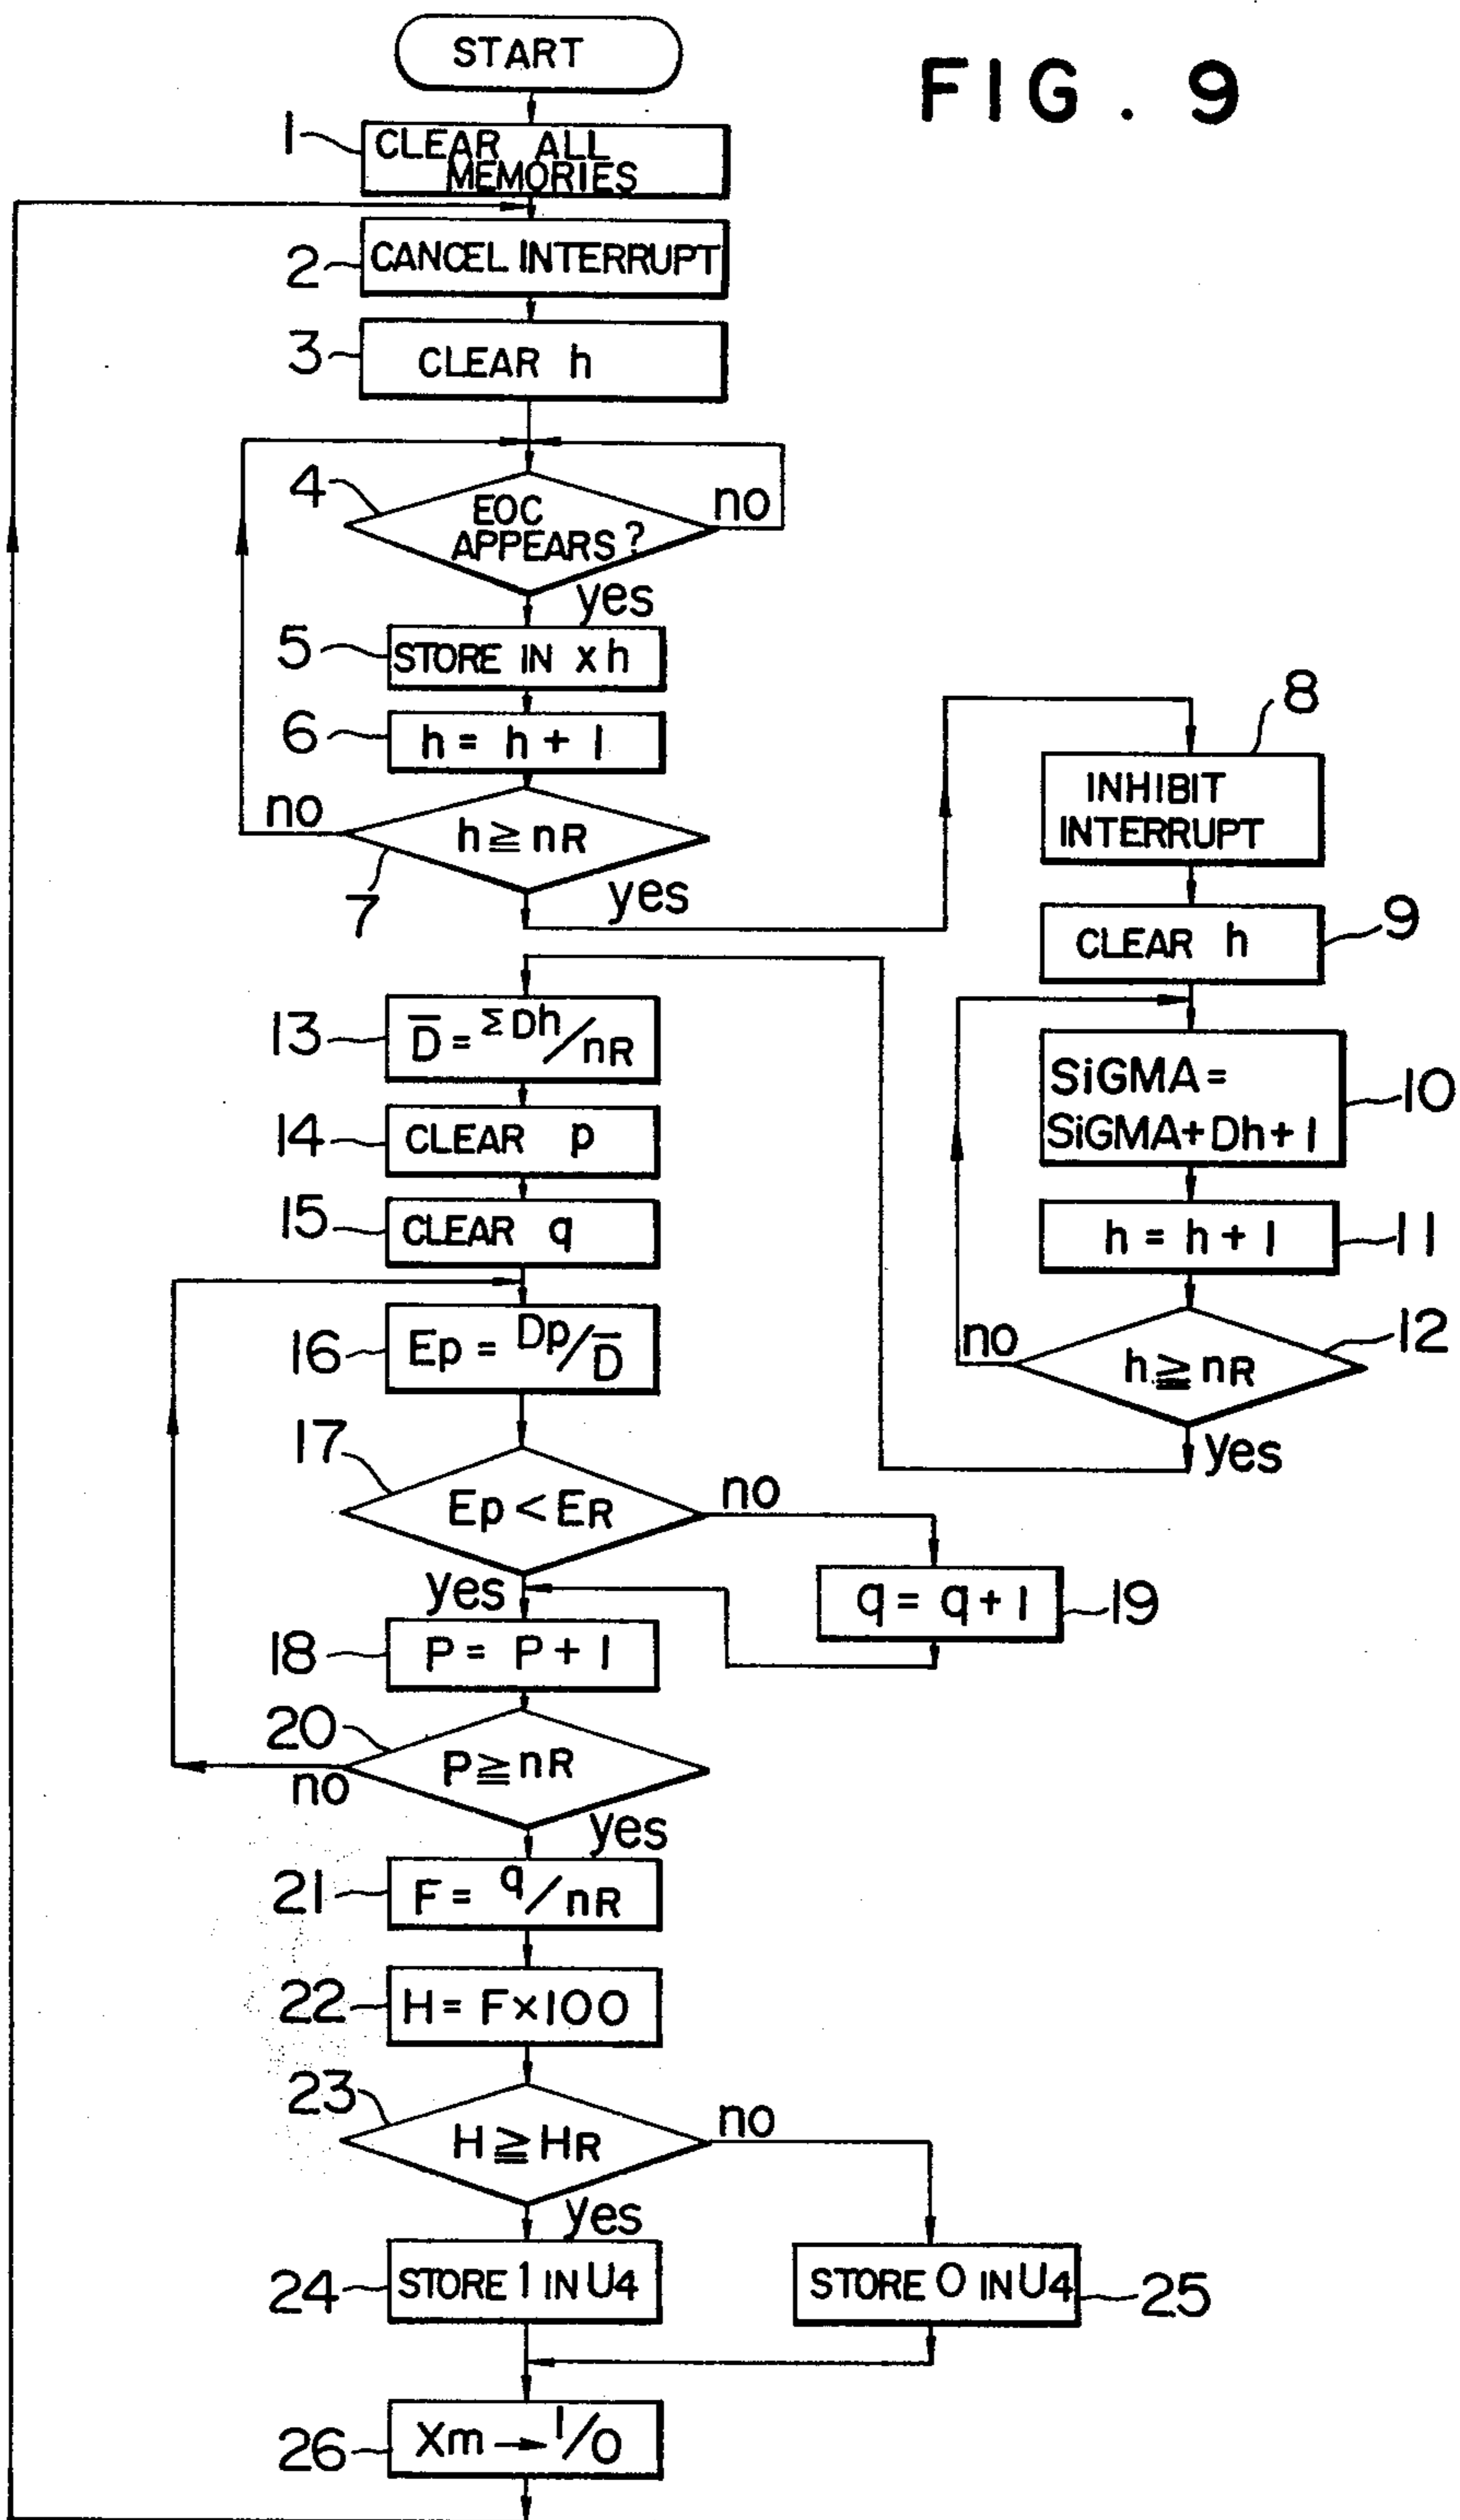 FIG. 9
START
1
CLEAR ALL
MEMORIES
2
CANCEL INTERRUPT
3
CLEAR h
4
EOC
APPEARS?
no
yes
5
STORE IN xh
6
h = h + 1
no
h ≧ nR
7
yes
8
INHIBIT
INTERRUPT
9
CLEAR h
10
SiGMA =
SiGMA + Dh + 1
11
h = h + 1
12
no
h ≧ nR
yes
13
D̅ = ΣDh/nR
14
CLEAR p
15
CLEAR q
16
Ep = Dp/D̅
17
Ep < ER
no
yes
19
q = q + 1
18
P = P + 1
20
P ≧ nR
no
yes
21
F = q/nR
22
H = F × 100
23
H ≧ HR
no
yes
24
STORE 1 IN U4
STORE 0 IN U4
25
26
Xm → 1/0